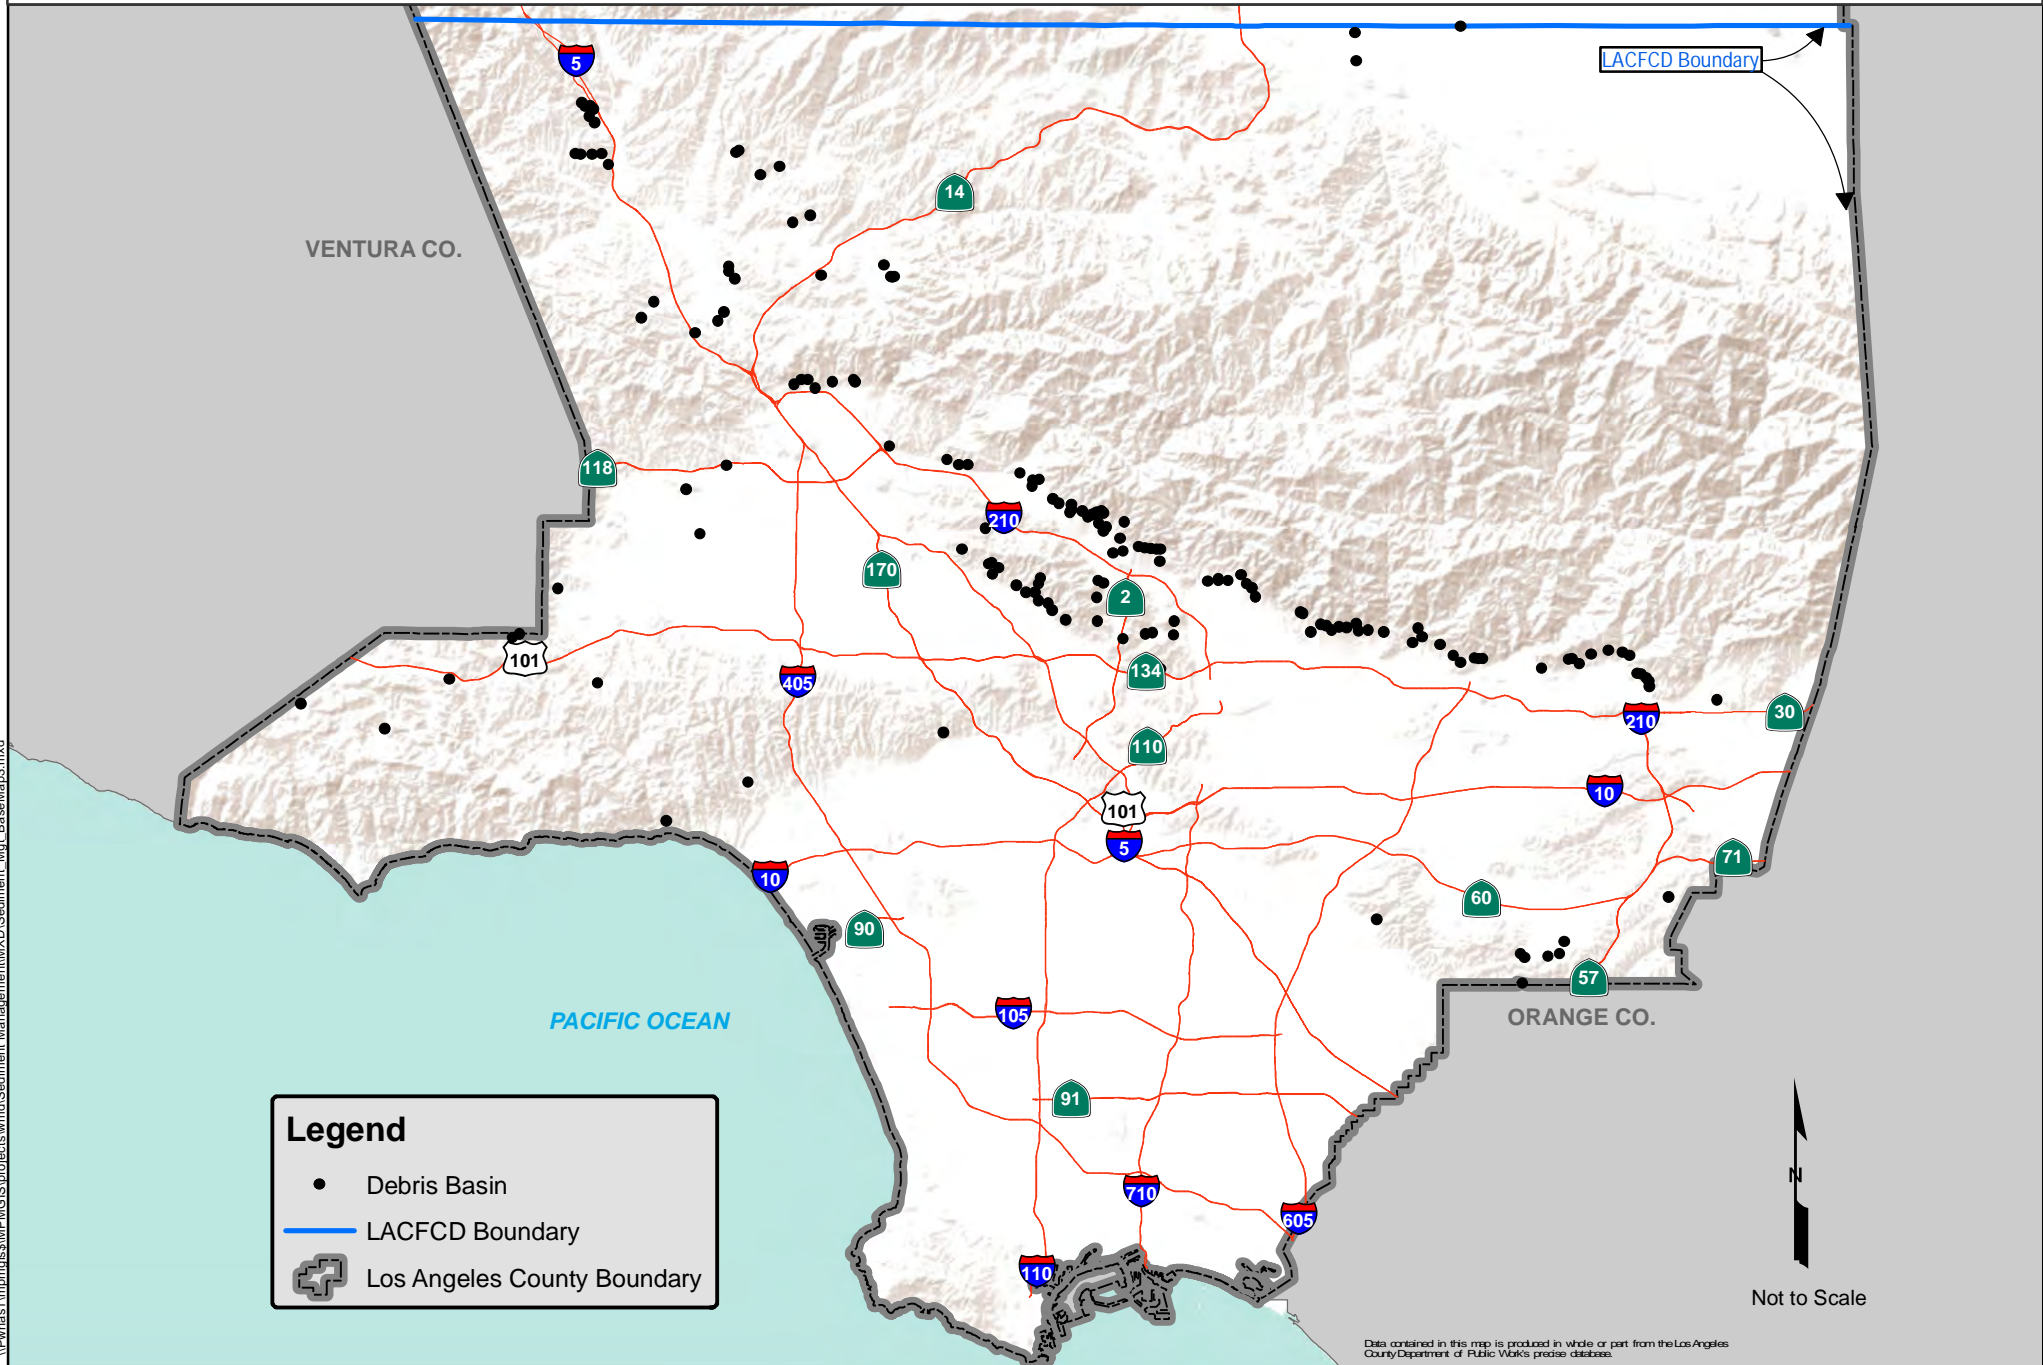 5
LACFCD Boundary
14
VENTURA CO.
118
210
170
2
101
405
134
30
210
110
10
101
5
71
10
60
90
57
PACIFIC OCEAN
105
ORANGE CO.
91
Legend
Debris Basin
LACFCD Boundary
Los Angeles County Boundary
710
605
110
N
Not to Scale
Data contained in this map is produced in whole or part from the Los Angeles
County Department of Public Work's precise database.